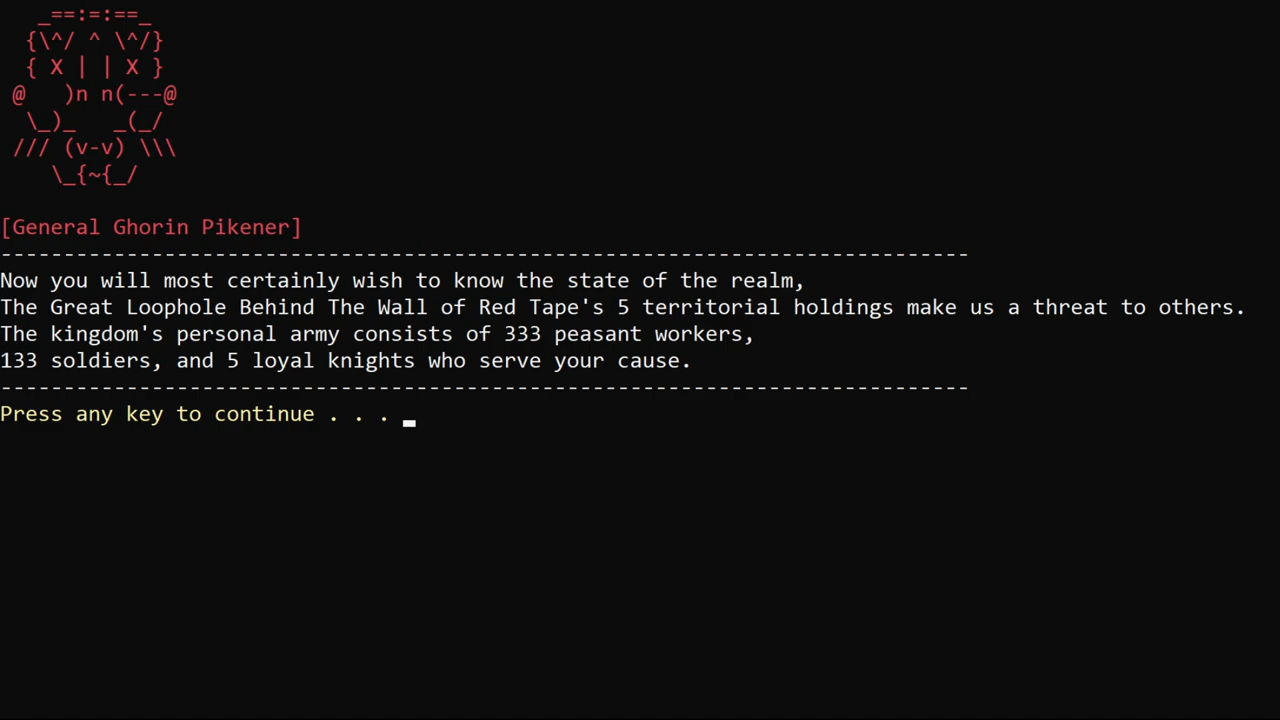 _==:=:==_
{\^/ ^ \^/}
{ X | | X }
@   )n n(---@
\_)_   _(_/
/// (v-v) \\\
\_{~{_/
[General Ghorin Pikener]
-----------------------------------------------------------------------------
Now you will most certainly wish to know the state of the realm,
The Great Loophole Behind The Wall of Red Tape's 5 territorial holdings make us a threat to others.
The kingdom's personal army consists of 333 peasant workers,
133 soldiers, and 5 loyal knights who serve your cause.
-----------------------------------------------------------------------------
Press any key to continue . . . _